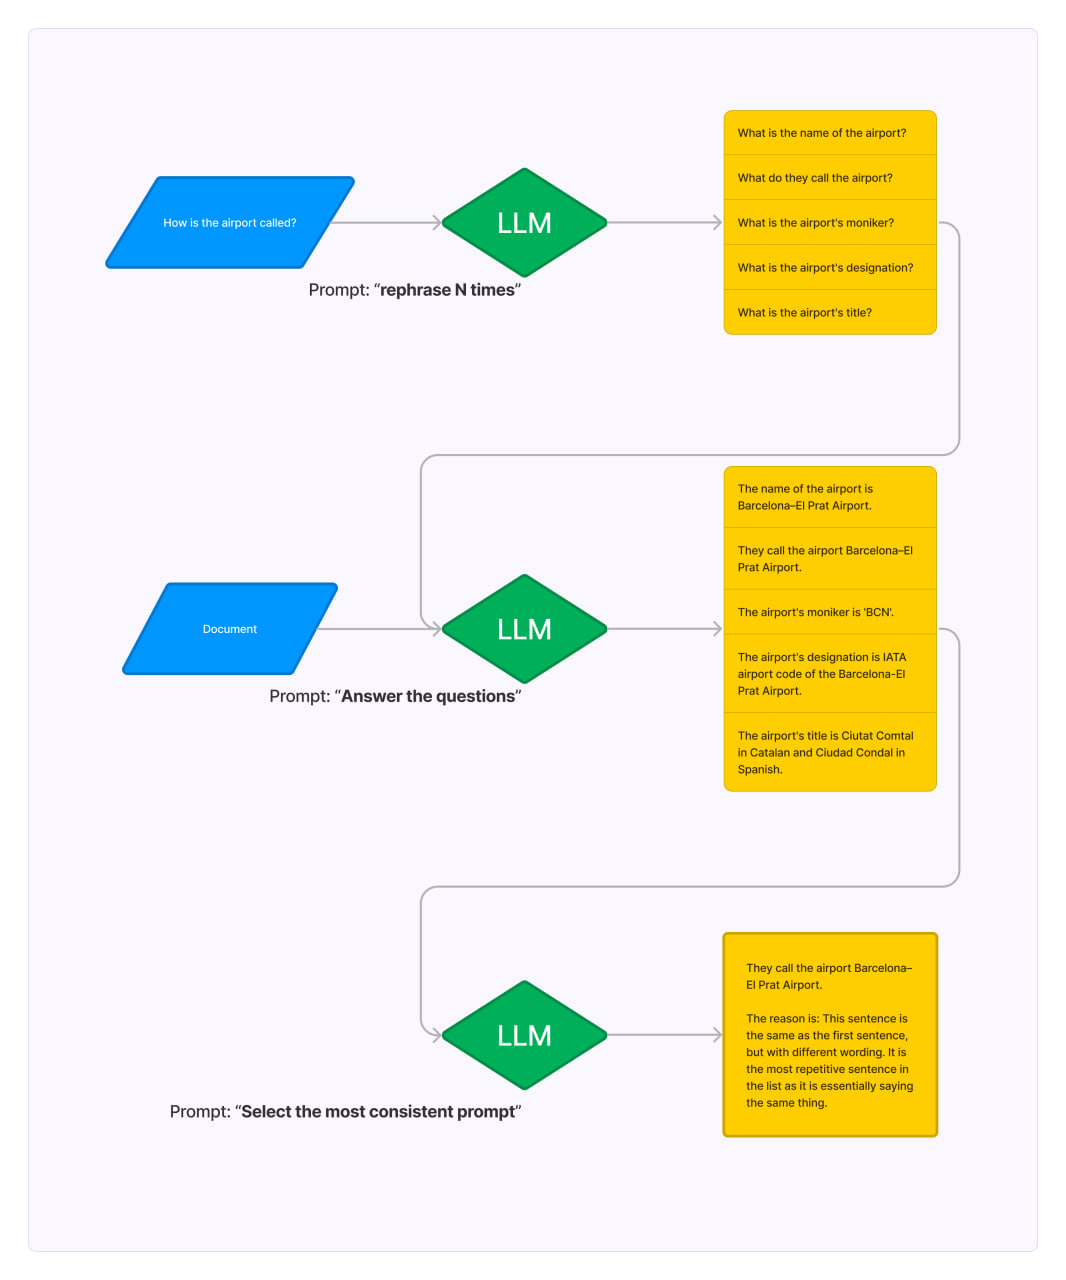 What is the name of the airport?
What do they call the airport?
How is the airport called?
LLM
What is the airport's moniker?
What is the airport's designation?
Prompt: “rephrase N times”
What is the airport's title?
The name of the airport is
Barcelona–El Prat Airport.
They call the airport Barcelona–El
Prat Airport.
Document
LLM
The airport's moniker is 'BCN'.
The airport's designation is IATA
airport code of the Barcelona-El
Prat Airport.
Prompt: “Answer the questions”
The airport's title is Ciutat Comtal
in Catalan and Ciudad Condal in
Spanish.
LLM
They call the airport Barcelona–
El Prat Airport.
The reason is: This sentence is
the same as the first sentence,
but with different wording. It is
the most repetitive sentence in
the list as it is essentially saying
the same thing.
Prompt: “Select the most consistent prompt”